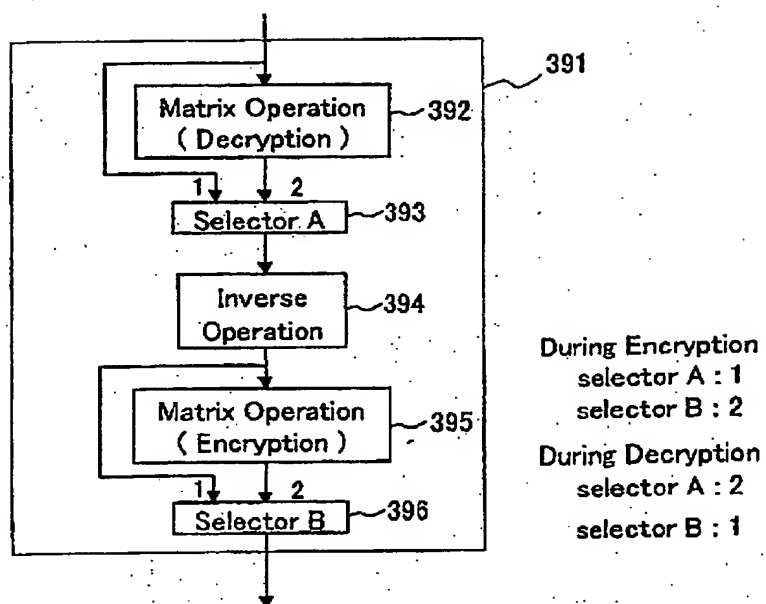 391
Matrix Operation
( Decryption )
392
1
2
Selector A
393
Inverse
Operation
394
Matrix Operation
( Encryption )
395
1
2
Selector B
396
During Encryption
selector A : 1
selector B : 2
During Decryption
selector A : 2
selector B : 1